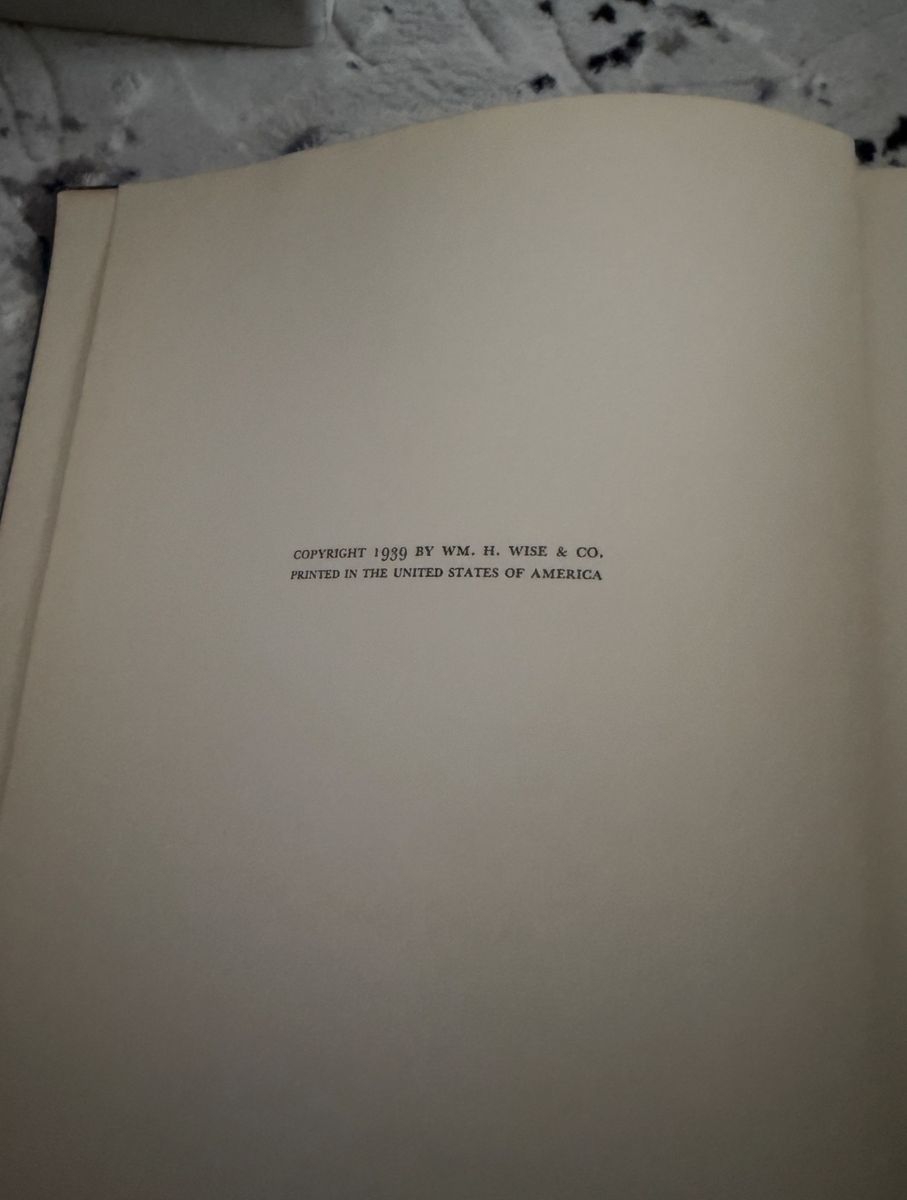 COPYRIGHT 1939 BY WM. H. WISE & CO.
PRINTED IN THE UNITED STATES OF AMERICA